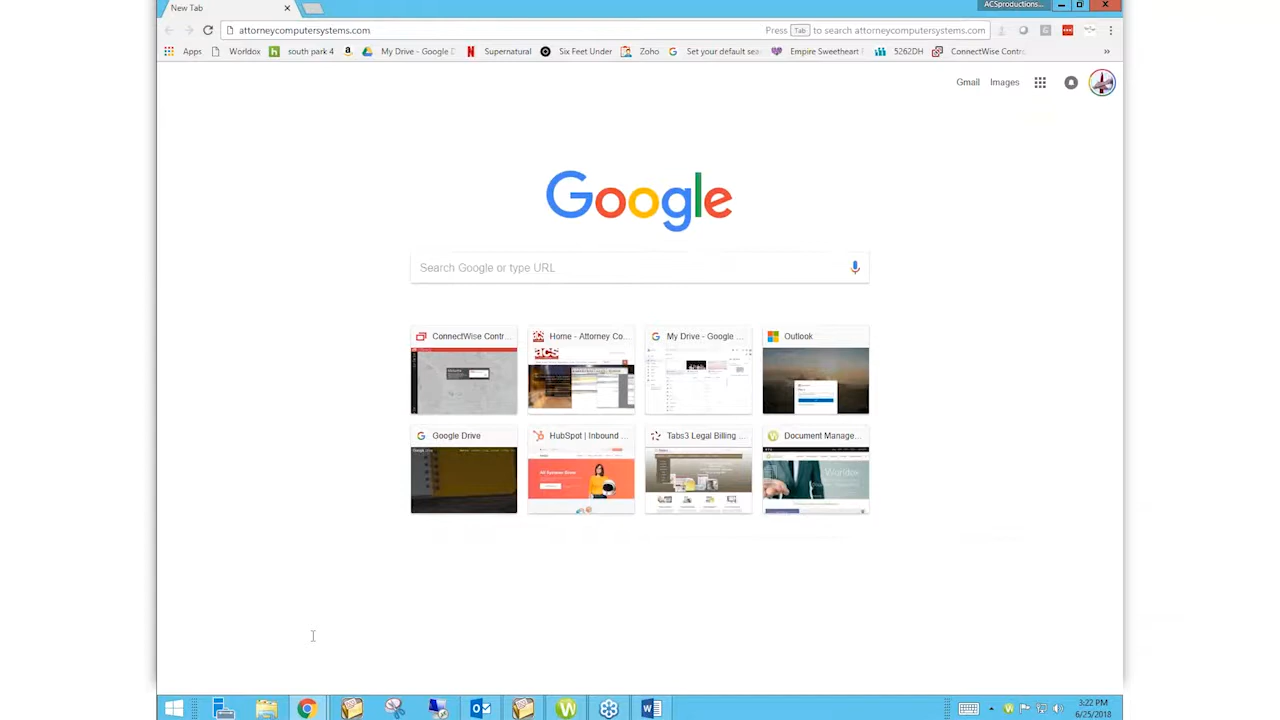 New Tab
ACSproductions...
attorneycomputersystems.com
Press Tab to search attorneycomputersystems.com
Apps Worldox south park 4 My Drive - Google D Supernatural Six Feet Under Zoho Set your default sea Empire Sweetheart 5262DH ConnectWise Contr
Gmail Images
Google
Search Google or type URL
ConnectWise Contr... Home - Attorney Co... My Drive - Google ... Outlook
acs
Google Drive HubSpot | Inbound ... Tabs3 Legal Billing ... Document Manage...
Worldox
3:22 PM
6/25/2018